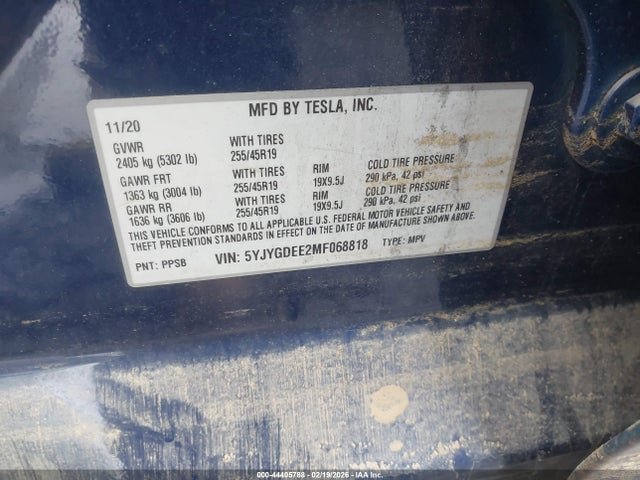 MFD BY TESLA, INC.
11/20
GVWR WITH TIRES
2405 kg (5302 lb) 255/45R19
GAWR FRT WITH TIRES RIM COLD TIRE PRESSURE
1363 kg (3004 lb) 255/45R19 19X9.5J 290 kPa, 42 psi
GAWR RR WITH TIRES RIM COLD TIRE PRESSURE
1636 kg (3606 lb) 255/45R19 19X9.5J 290 kPa, 42 psi
THIS VEHICLE CONFORMS TO ALL APPLICABLE U.S. FEDERAL MOTOR VEHICLE SAFETY AND
THEFT PREVENTION STANDARDS IN EFFECT ON THE DATE OF MANUFACTURE SHOWN ABOVE.
PNT: PPSB VIN: 5YJYGDEE2MF068818 TYPE: MPV
000-44405788 - 02/19/2026 - IAA Inc.